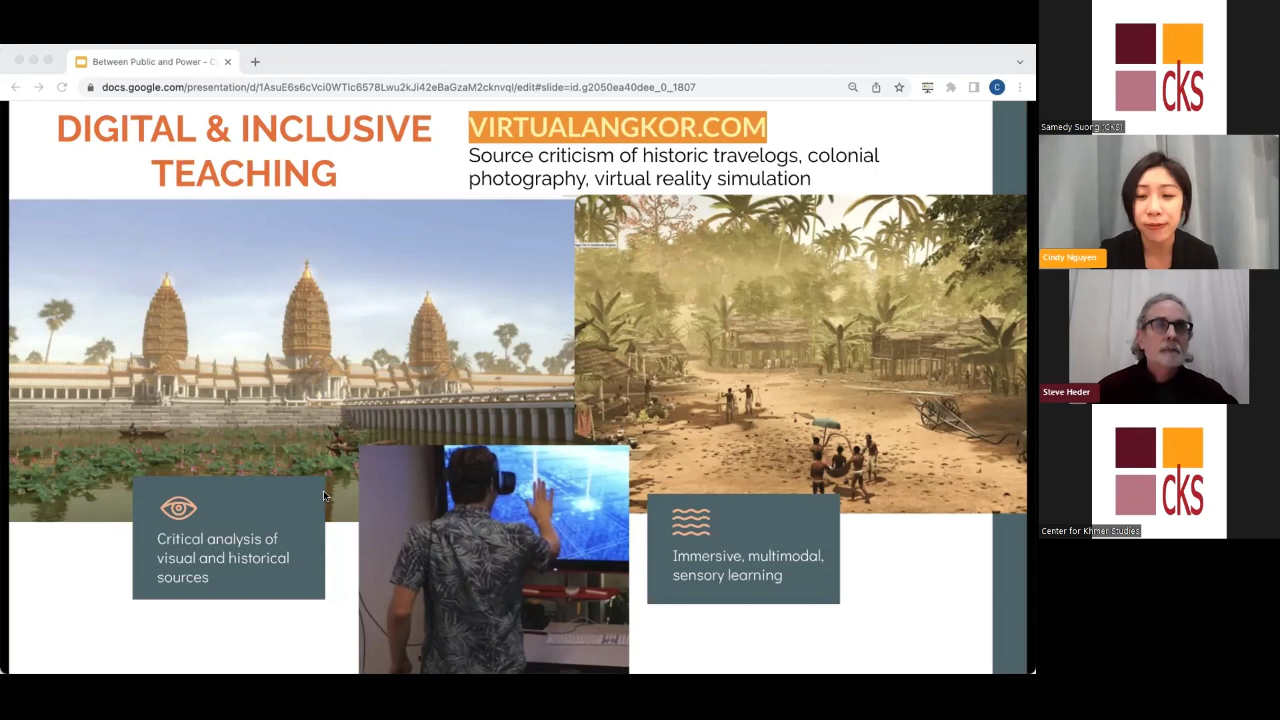 Between Public and Power - C
docs.google.com/presentation/d/1AsuE6s6cVci0WTlc6578Lwu2kJi42eBaGzaM2cknvqI/edit#slide=id.g2050ea40dee_0_1807
C
DIGITAL & INCLUSIVE
TEACHING
VIRTUALANGKOR.COM
Source criticism of historic travelogs, colonial
photography, virtual reality simulation
Critical analysis of
visual and historical
sources
Immersive, multimodal,
sensory learning
cks
Samedy Suong (CKS)
Cindy Nguyen
Steve Heder
cks
Center for Khmer Studies